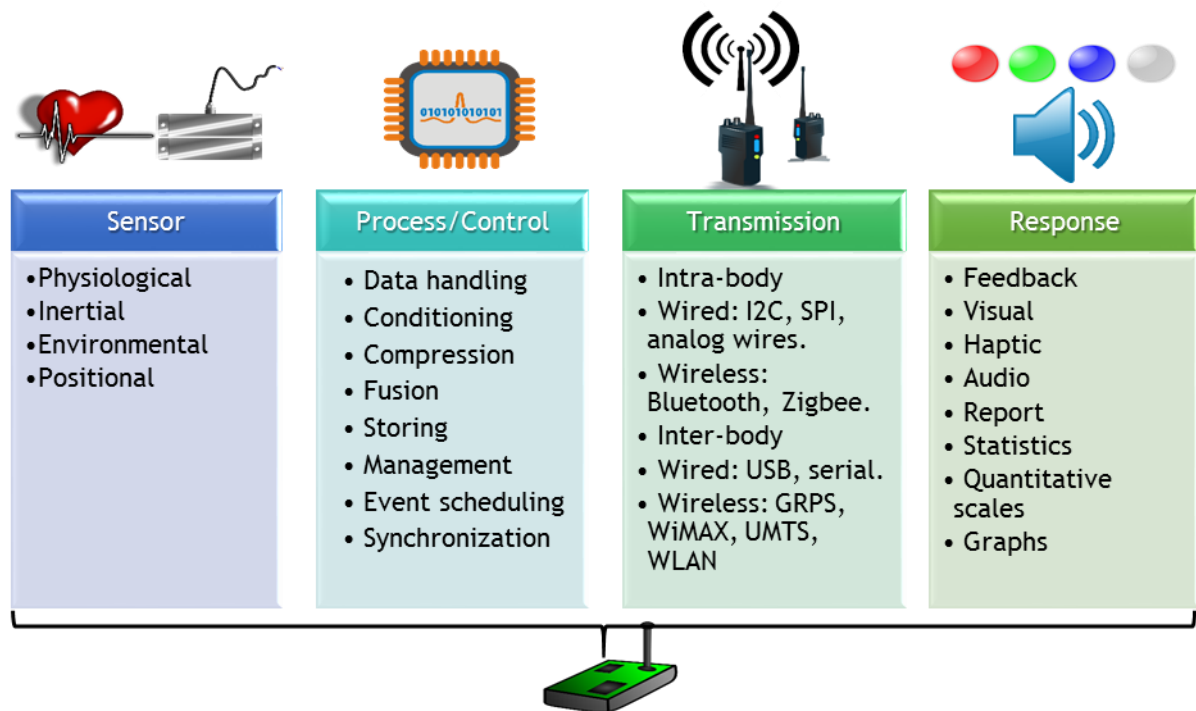 010101010101
Sensor
•Physiological
•Inertial
•Environmental
•Positional
Process/Control
• Data handling
• Conditioning
• Compression
• Fusion
• Storing
• Management
• Event scheduling
• Synchronization
Transmission
• Intra-body
• Wired: I2C, SPI,
analog wires.
• Wireless:
Bluetooth, Zigbee.
• Inter-body
• Wired: USB, serial.
• Wireless: GRPS,
WiMAX, UMTS,
WLAN
Response
• Feedback
• Visual
• Haptic
• Audio
• Report
• Statistics
• Quantitative
scales
• Graphs